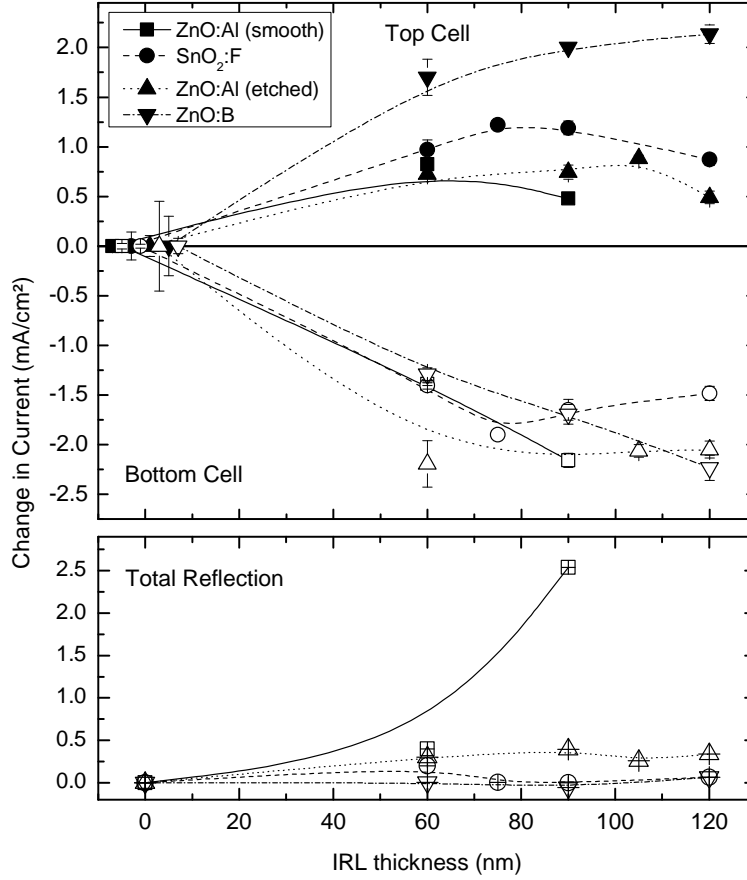 ZnO:Al (smooth)
SnO₂:F
ZnO:Al (etched)
ZnO:B
Top Cell
2.0
1.5
1.0
0.5
0.0
-0.5
-1.0
-1.5
-2.0
-2.5
Bottom Cell
Change in Current (mA/cm²)
Total Reflection
2.5
2.0
1.5
1.0
0.5
0.0
0
20
40
60
80
100
120
IRL thickness (nm)